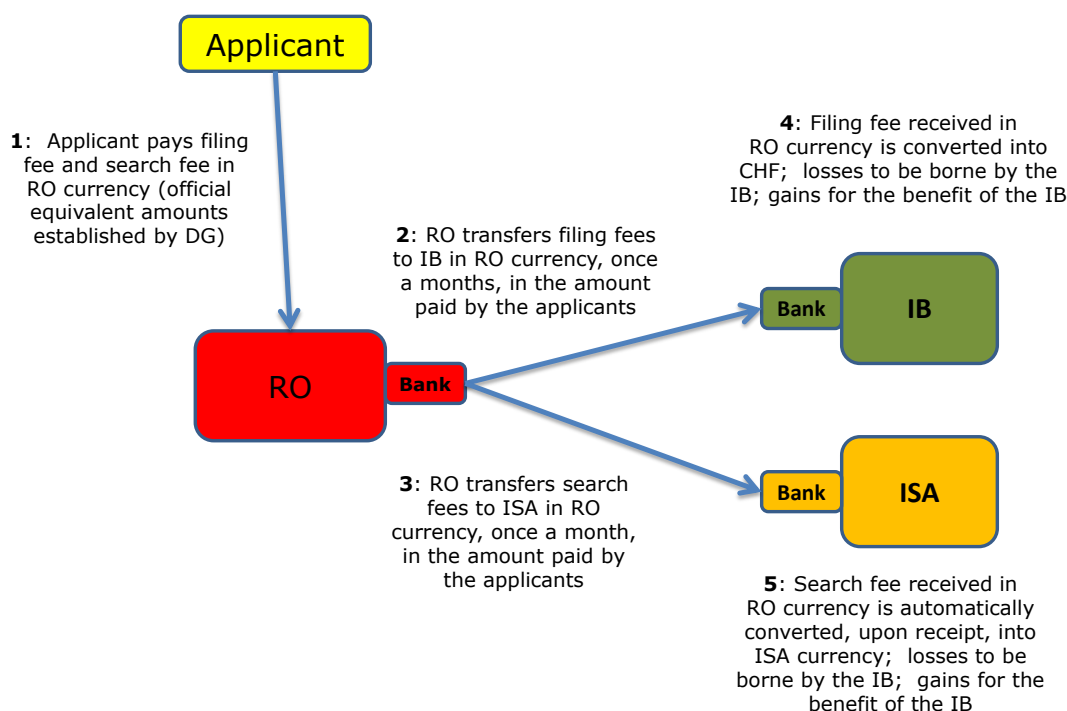 Applicant
1:  Applicant pays filing
fee and search fee in
RO currency (official
equivalent amounts
established by DG)
4: Filing fee received in
RO currency is converted into
CHF;  losses to be borne by the
IB; gains for the benefit of the IB
2: RO transfers filing fees
to IB in RO currency, once
a months, in the amount
paid by the applicants
Bank
IB
RO
Bank
3: RO transfers search
fees to ISA in RO
currency, once a month,
in the amount paid by
the applicants
Bank
ISA
5: Search fee received in
RO currency is automatically
converted, upon receipt, into
ISA currency;  losses to be
borne by the IB; gains for the
benefit of the IB